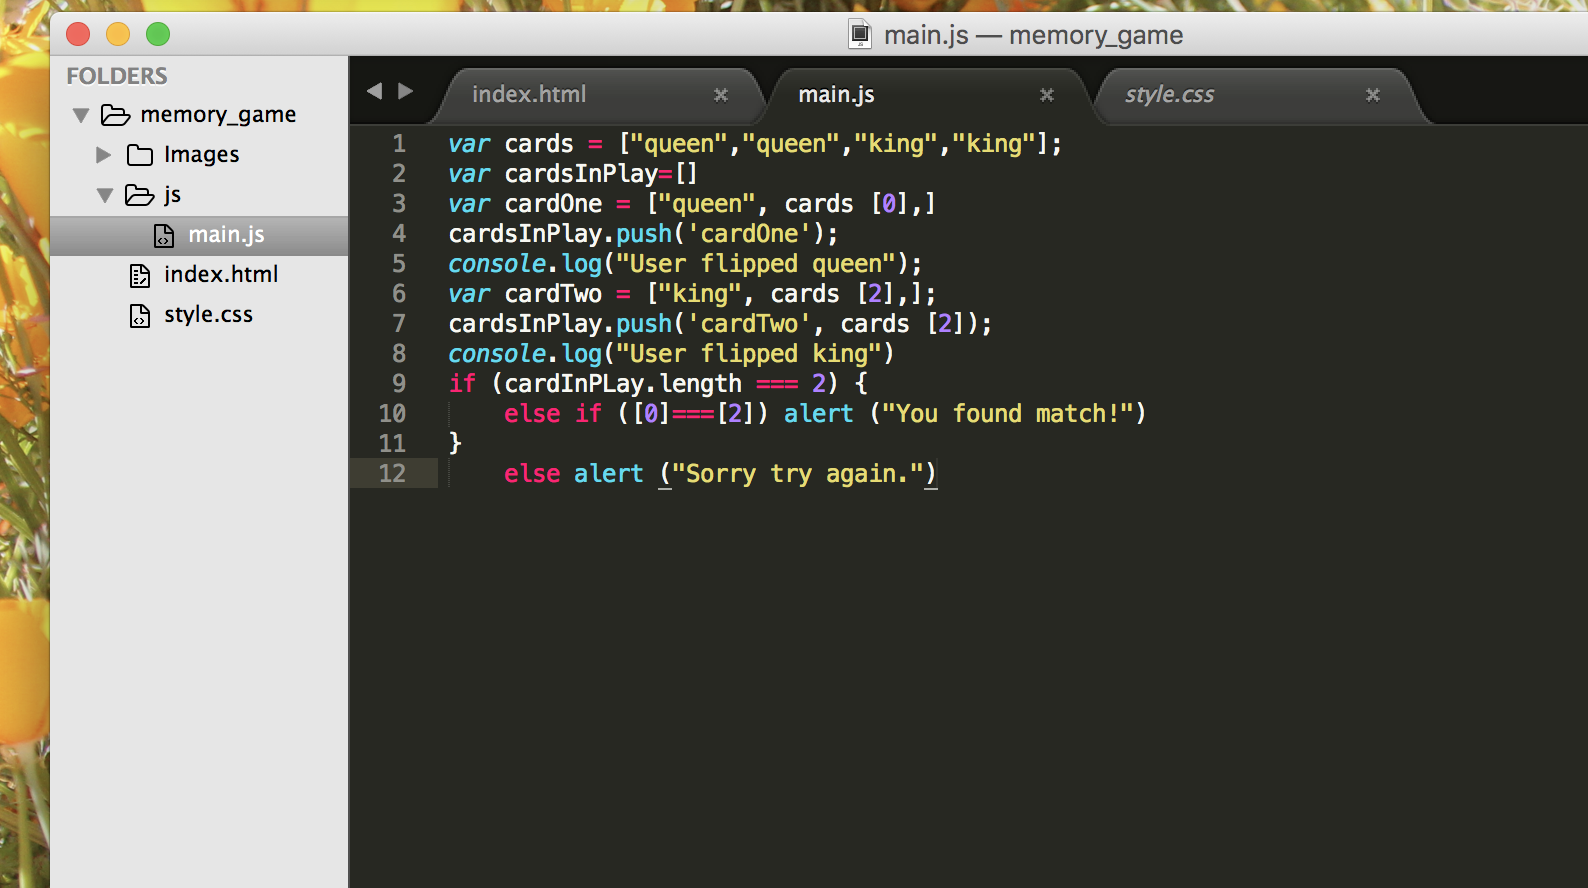 main.js — memory_game
FOLDERS
memory_game
Images
js
main.js
index.html
style.css
index.html
main.js
style.css
1 var cards = ["queen","queen","king","king"];
2 var cardsInPlay=[]
3 var cardOne = ["queen", cards [0],]
4 cardsInPlay.push('cardOne');
5 console.log("User flipped queen");
6 var cardTwo = ["king", cards [2],];
7 cardsInPlay.push('cardTwo', cards [2]);
8 console.log("User flipped king")
9 if (cardInPLay.length === 2) {
10 else if ([0]===[2]) alert ("You found match!")
11 }
12 else alert ("Sorry try again.")